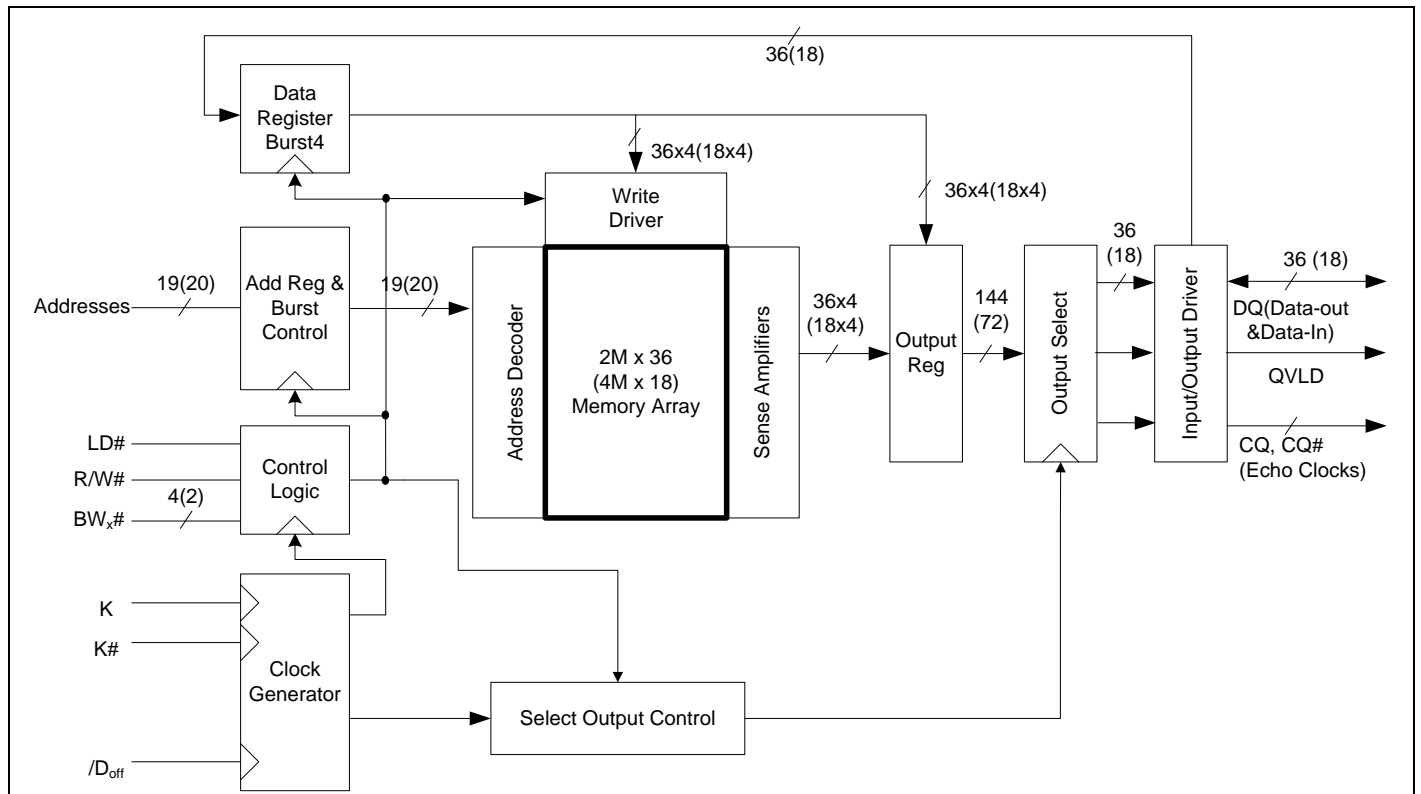 36(18)
Data
Register
Burst4
36x4(18x4)
36x4(18x4)
Write
Driver
Addresses
19(20)
Add Reg &
Burst
Control
19(20)
Address Decoder
2M x 36
(4M x 18)
Memory Array
Sense Amplifiers
36x4
(18x4)
Output
Reg
144
(72)
Output Select
36
(18)
Input/Output Driver
36 (18)
DQ(Data-out
&Data-In)
QVLD
CQ, CQ#
(Echo Clocks)
LD#
R/W#
BWx#
4(2)
Control
Logic
K
K#
/Doff
Clock
Generator
Select Output Control